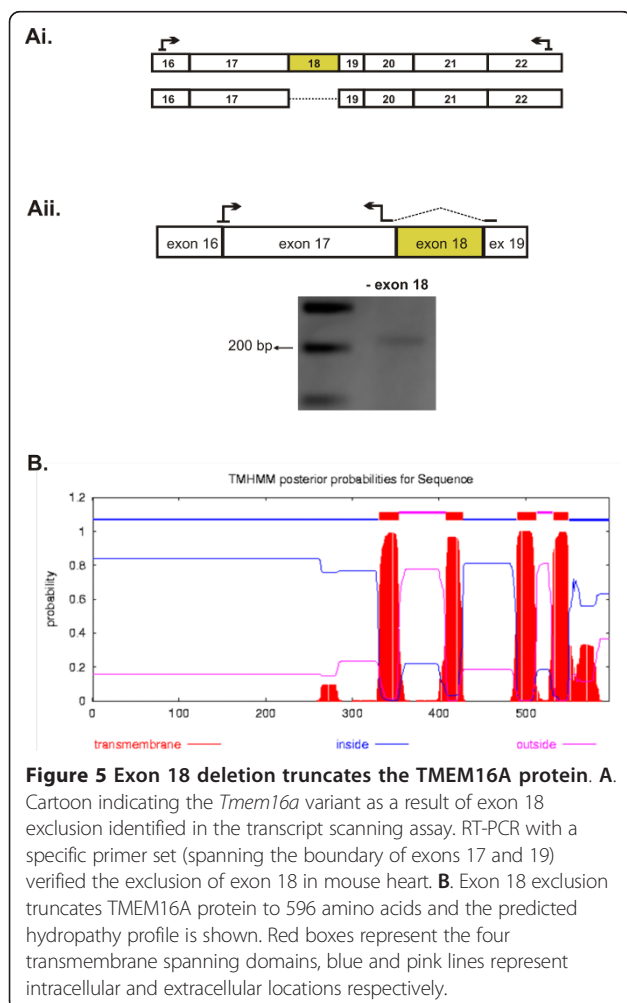 Ai.
16 17 18 19 20 21 22
16 17 19 20 21 22
Aii.
exon 16 exon 17 exon 18 ex 19
- exon 18
200 bp
B.
TMHMM posterior probabilities for Sequence
1.2
1
0.8
0.6
0.4
0.2
0
probability
0 100 200 300 400 500
transmembrane inside outside
Figure 5 Exon 18 deletion truncates the TMEM16A protein. A.
Cartoon indicating the Tmem16a variant as a result of exon 18
exclusion identified in the transcript scanning assay. RT-PCR with a
specific primer set (spanning the boundary of exons 17 and 19)
verified the exclusion of exon 18 in mouse heart. B. Exon 18 exclusion
truncates TMEM16A protein to 596 amino acids and the predicted
hydropathy profile is shown. Red boxes represent the four
transmembrane spanning domains, blue and pink lines represent
intracellular and extracellular locations respectively.